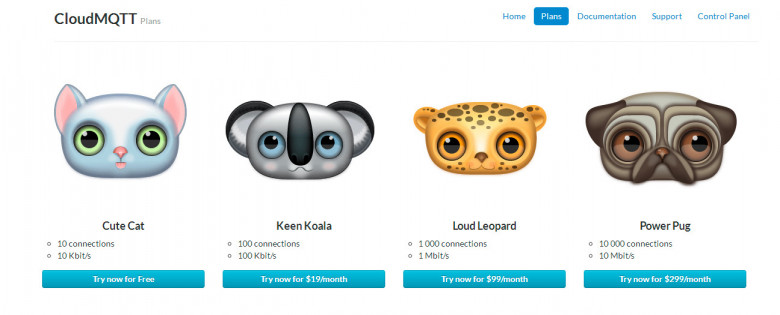 CloudMQTT Plans
Home Plans Documentation Support Control Panel
Cute Cat
10 connections
10 Kbit/s
Try now for Free
Keen Koala
100 connections
100 Kbit/s
Try now for $19/month
Loud Leopard
1 000 connections
1 Mbit/s
Try now for $99/month
Power Pug
10 000 connections
10 Mbit/s
Try now for $299/month